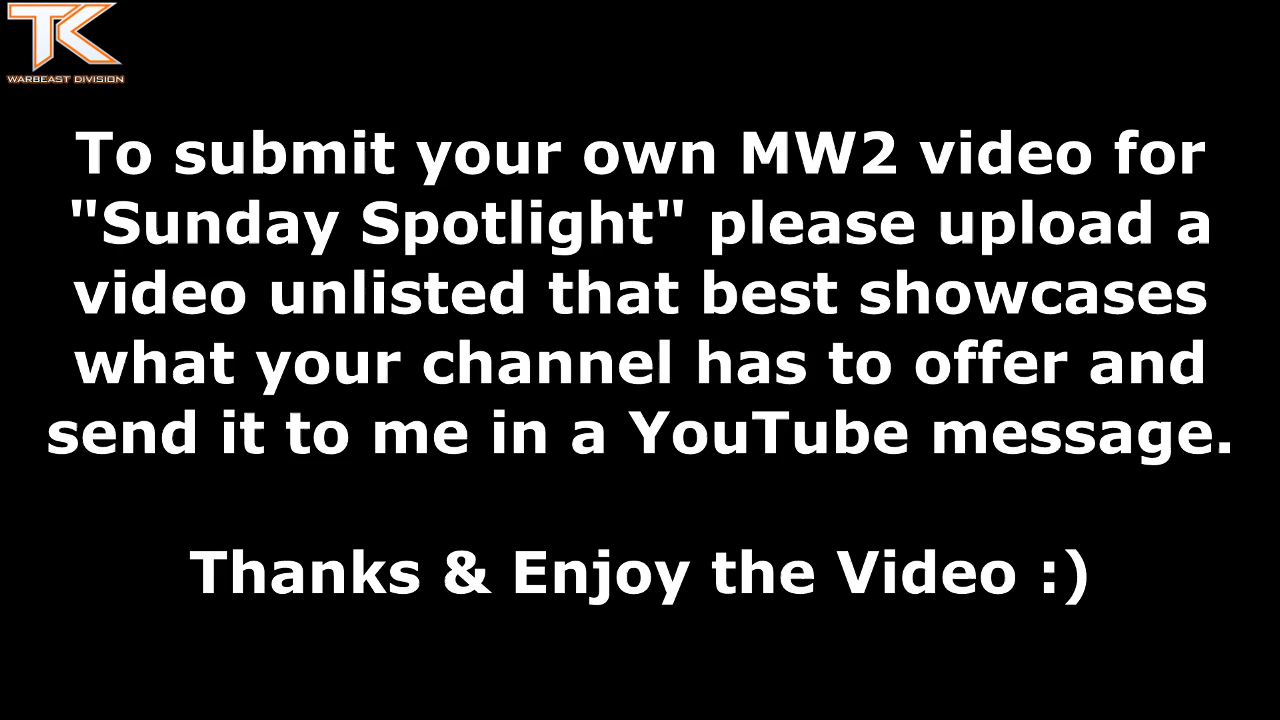 TK
WARBEAST DIVISION
To submit your own MW2 video for
"Sunday Spotlight" please upload a
video unlisted that best showcases
what your channel has to offer and
send it to me in a YouTube message.
Thanks & Enjoy the Video :)